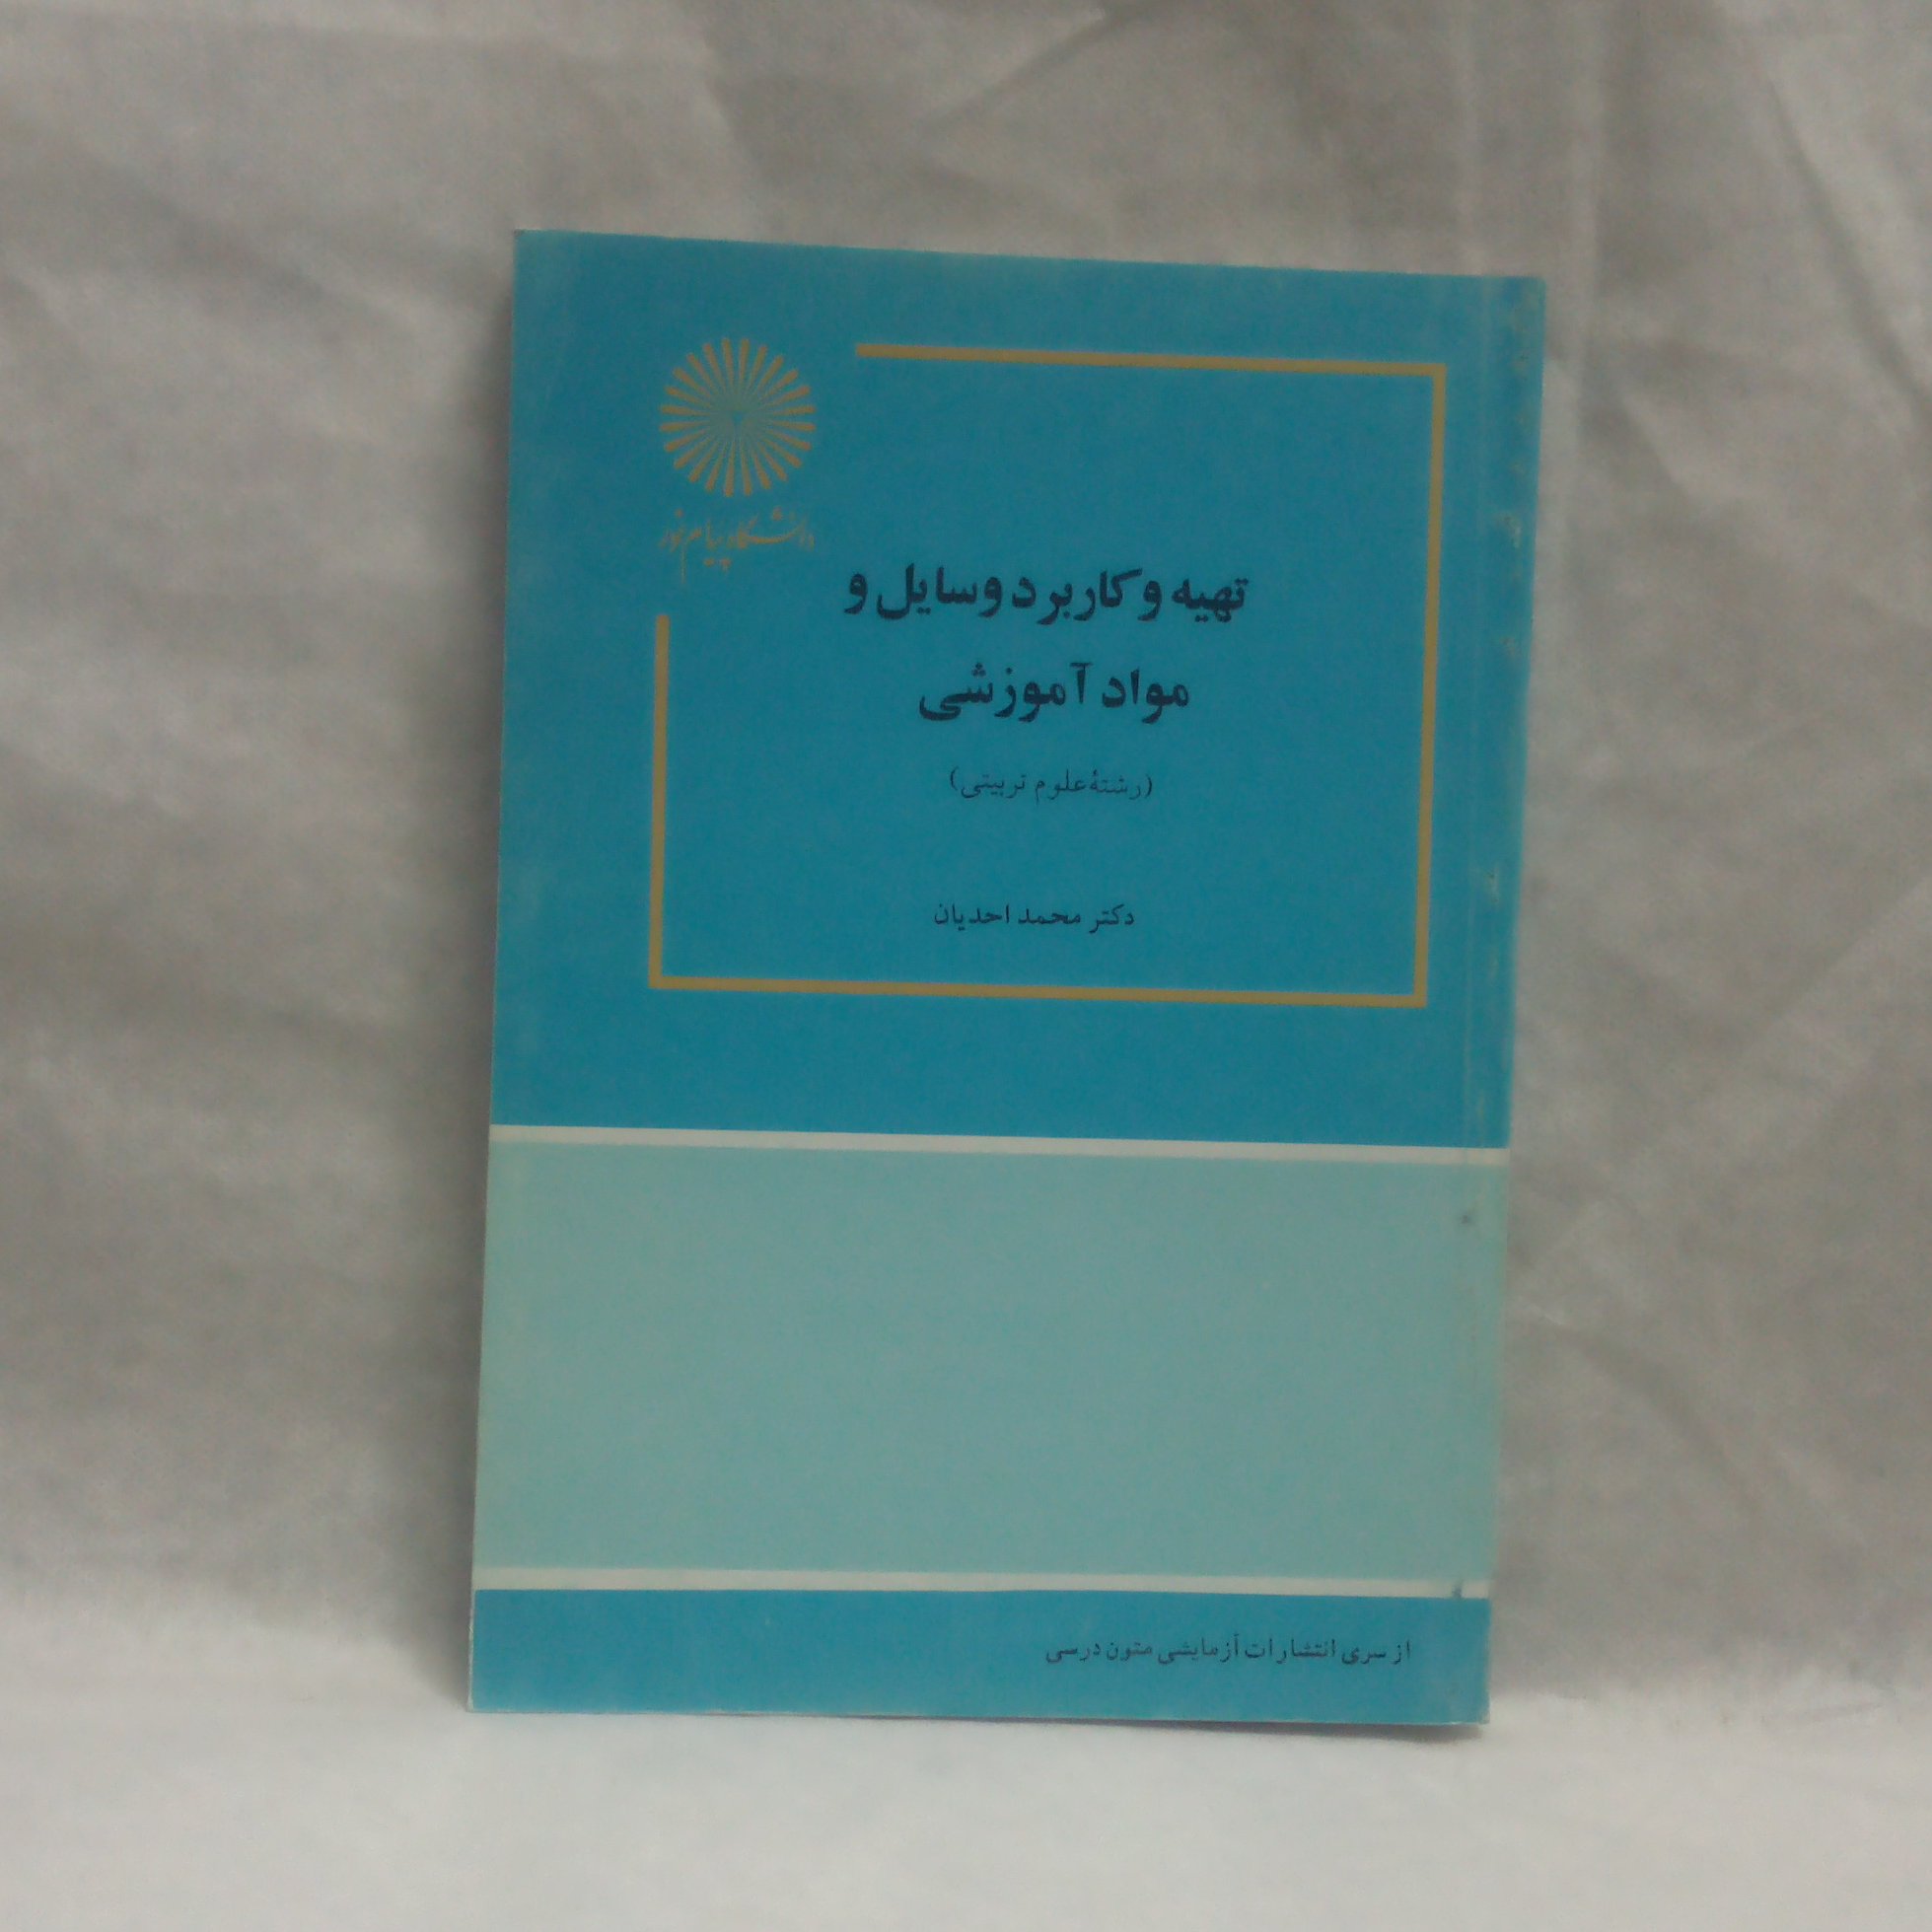 دانشگاه پیام نور
تهیه و کاربرد وسایل و
مواد آموزشی
(رشتهٔ علوم تربیتی)
دکتر محمد احدیان
از سری انتشارات آزمایشی متون درسی